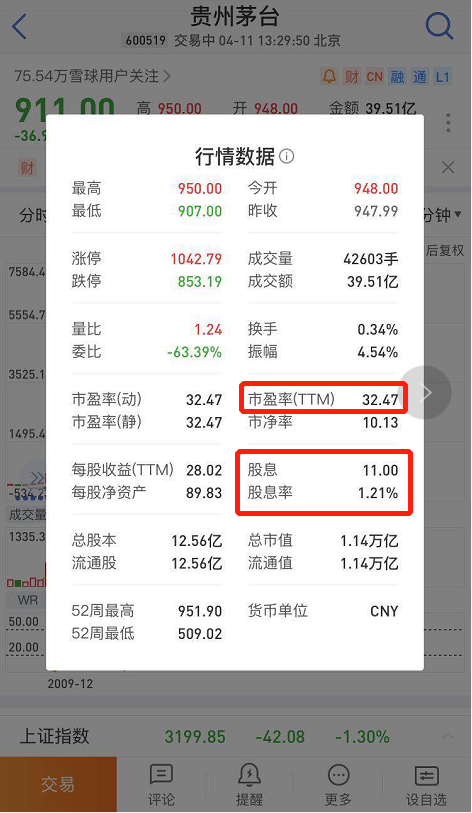 贵州茅台
600519 交易中 04-11 13:29:50 北京
75.54万雪球用户关注 财 CN 融 通 L1
911.00 高 950.00 开 948.00 金额 39.51亿
-36.9
财
行情数据
最高 950.00 今开 948.00
最低 907.00 昨收 947.99
分时 分钟
后复权
涨停 1042.79 成交量 42603手
跌停 853.19 成交额 39.51亿
7584.4
5554.7
量比 1.24 换手 0.34%
委比 -63.39% 振幅 4.54%
3525.1
市盈率(动) 32.47 市盈率(TTM) 32.47
市盈率(静) 32.47 市净率 10.13
1495.4
每股收益(TTM) 28.02 股息 11.00
每股净资产 89.83 股息率 1.21%
-534.2
成交量
1335.3
总股本 12.56亿 总市值 1.14万亿
流通股 12.56亿 流通值 1.14万亿
WR
52周最高 951.90 货币单位 CNY
52周最低 509.02
50.00
20.00
2009-12
上证指数 3199.85 -42.08 -1.30%
交易 评论 提醒 更多 设自选